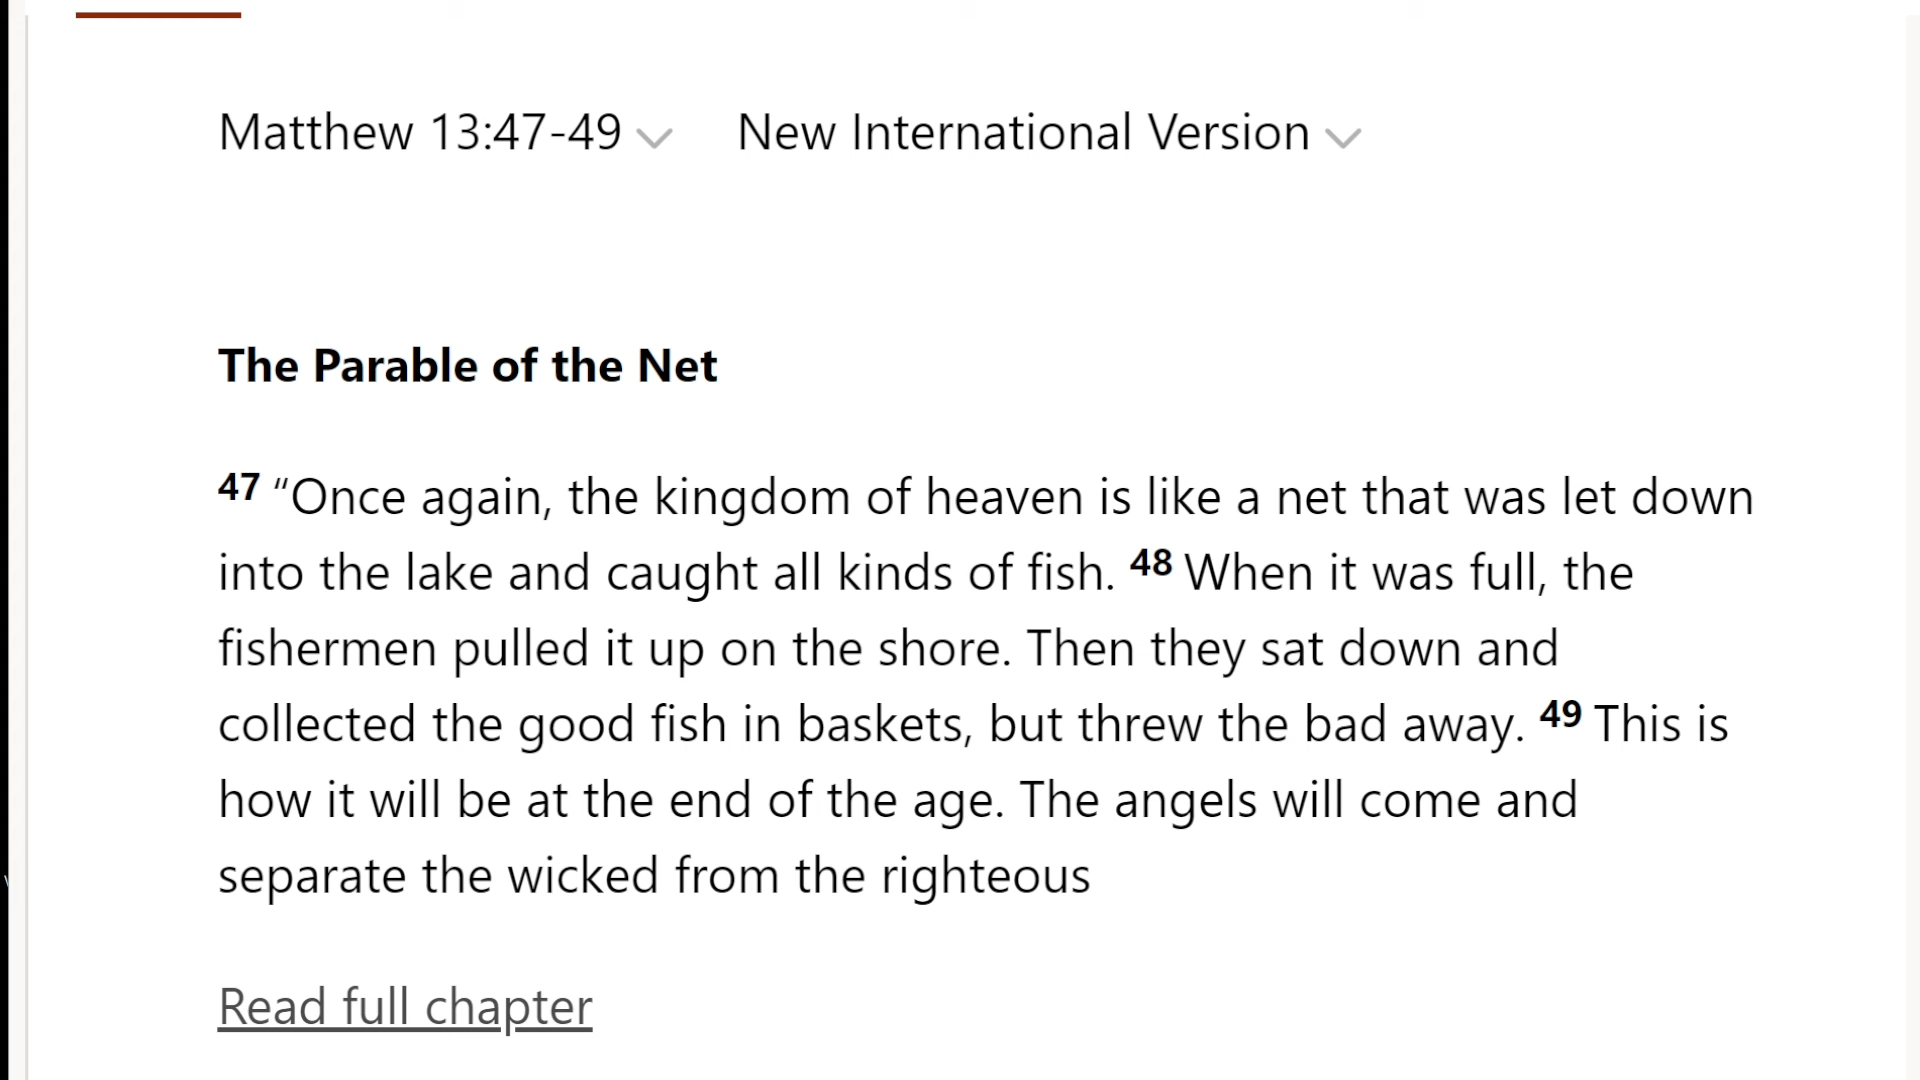 Matthew 13:47-49 New International Version
The Parable of the Net
47 “Once again, the kingdom of heaven is like a net that was let down
into the lake and caught all kinds of fish. 48 When it was full, the
fishermen pulled it up on the shore. Then they sat down and
collected the good fish in baskets, but threw the bad away. 49 This is
how it will be at the end of the age. The angels will come and
separate the wicked from the righteous
Read full chapter